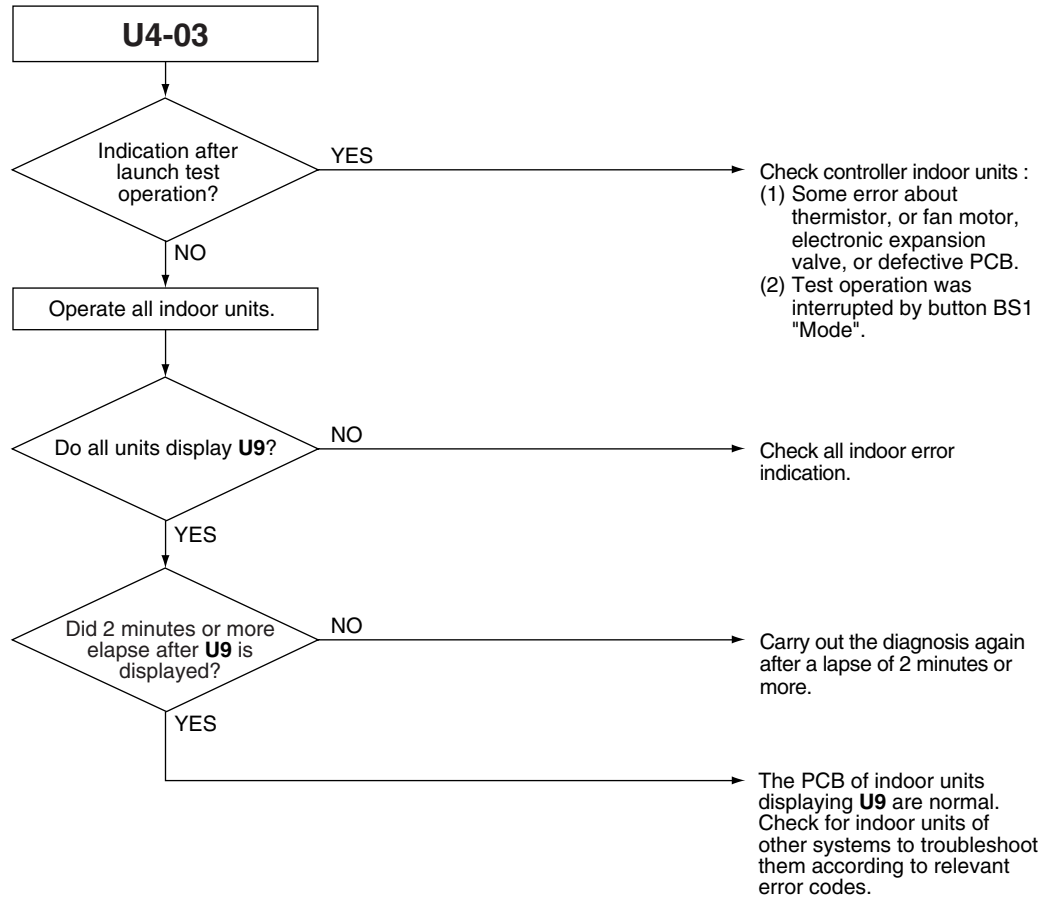 U4-03
Indication after
launch test
operation?
YES
Check controller indoor units :
(1) Some error about
thermistor, or fan motor,
electronic expansion
valve, or defective PCB.
(2) Test operation was
interrupted by button BS1
"Mode".
NO
Operate all indoor units.
Do all units display U9?
NO
Check all indoor error
indication.
YES
Did 2 minutes or more
elapse after U9 is
displayed?
NO
Carry out the diagnosis again
after a lapse of 2 minutes or
more.
YES
The PCB of indoor units
displaying U9 are normal.
Check for indoor units of
other systems to troubleshoot
them according to relevant
error codes.